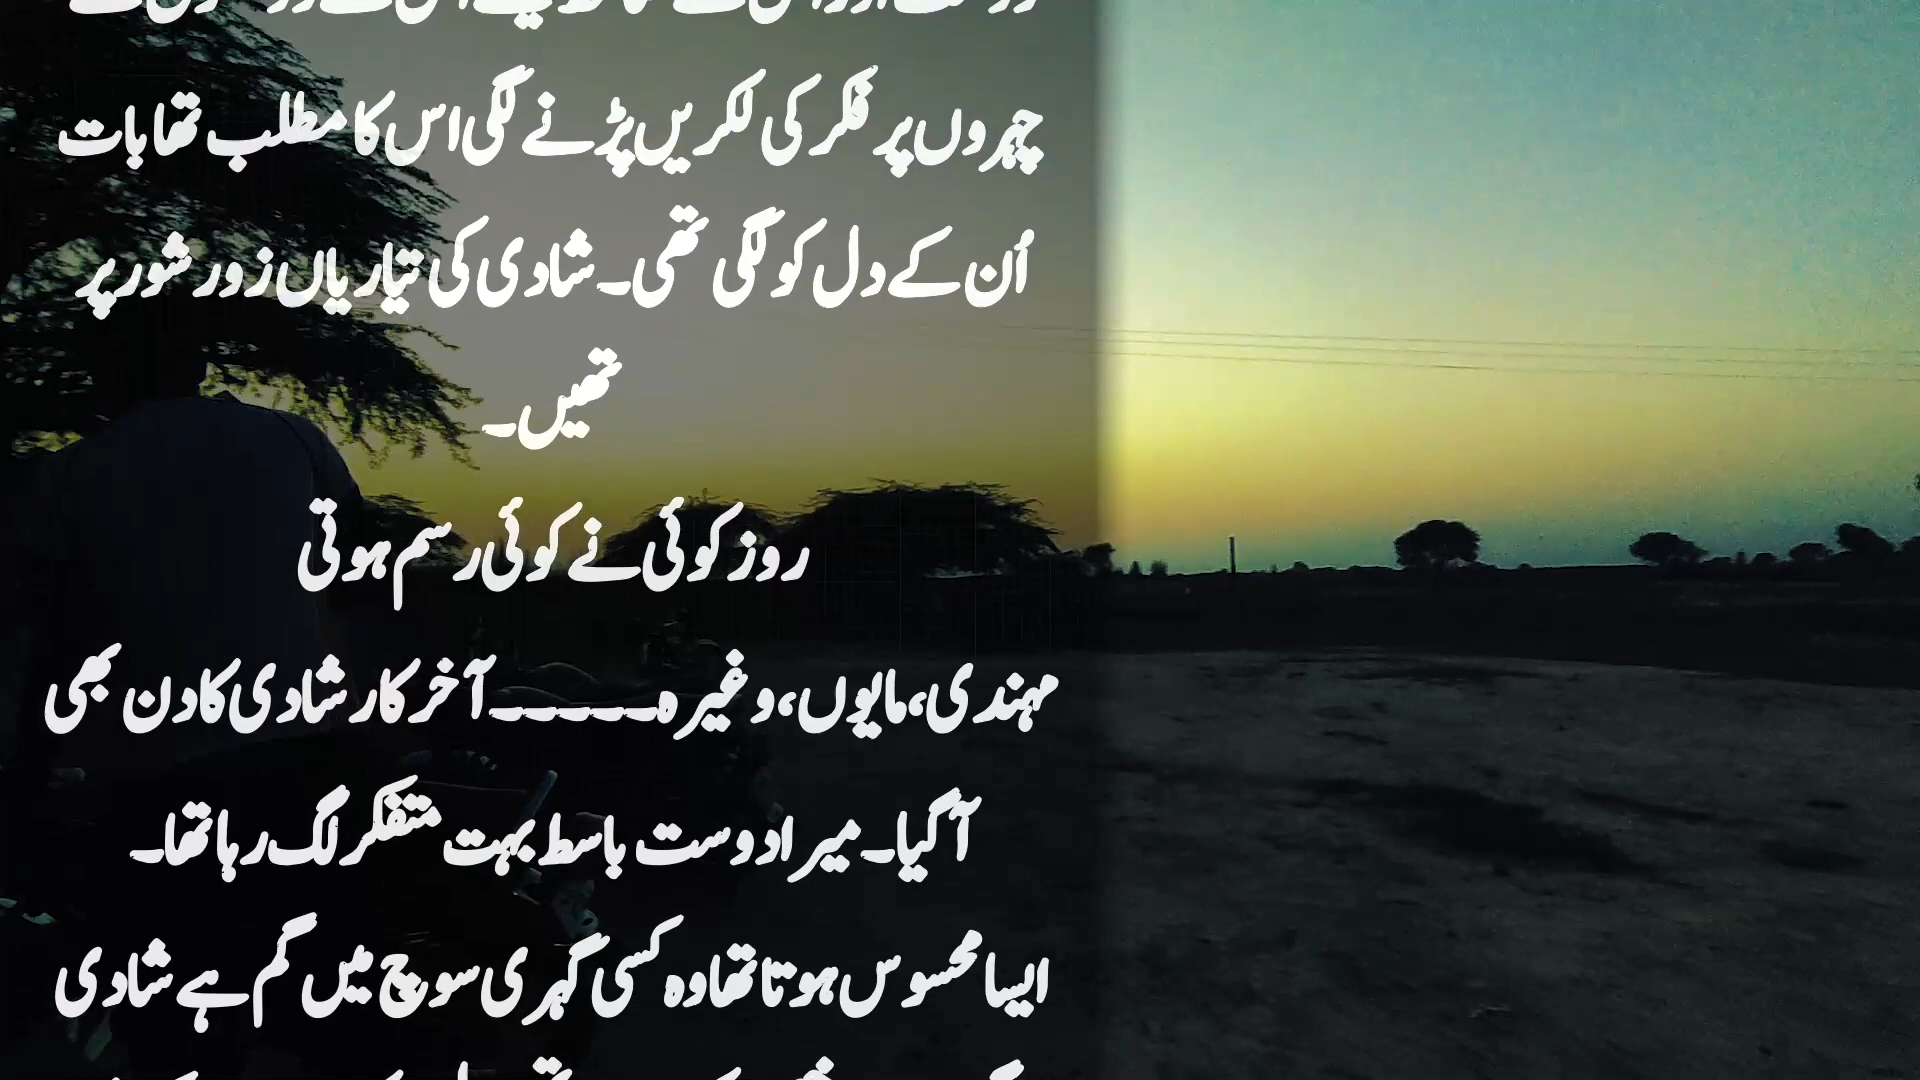 چہروں پر فکر کی لکریں پڑنے لگی اس کا مطلب تھا بات
اُن کے دل کو لگی تھی۔ شادی کی تیاریاں زور شور پر
تھیں۔
روز کوئی نے کوئی رسم ہوتی
مہندی، مایوں، وغیرہ۔۔۔۔۔ آخر کار شادی کا دن بھی
آگیا۔ میرا دوست باسط بہت متفکر لگ رہا تھا۔
ایسا محسوس ہوتا تھا وہ کسی گہری سوچ میں گم ہے شادی